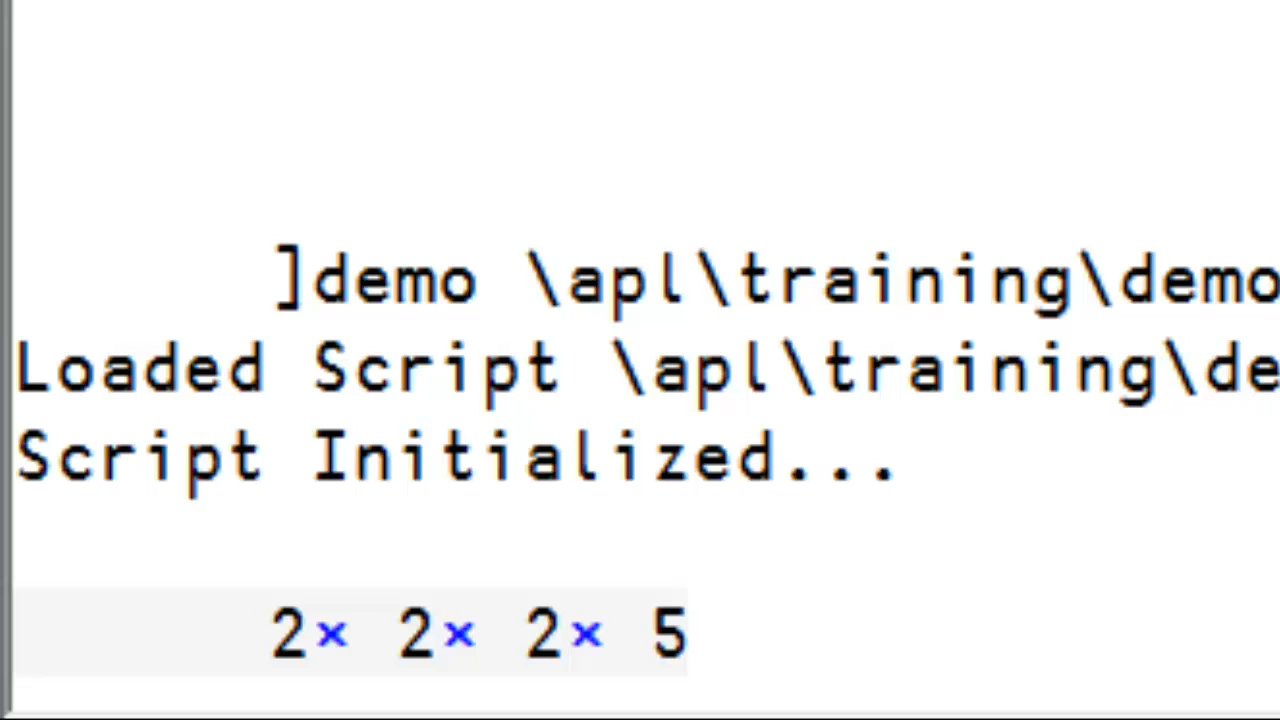 ]demo \apl\training\demo
Loaded Script \apl\training\de
Script Initialized...
2× 2× 2× 5